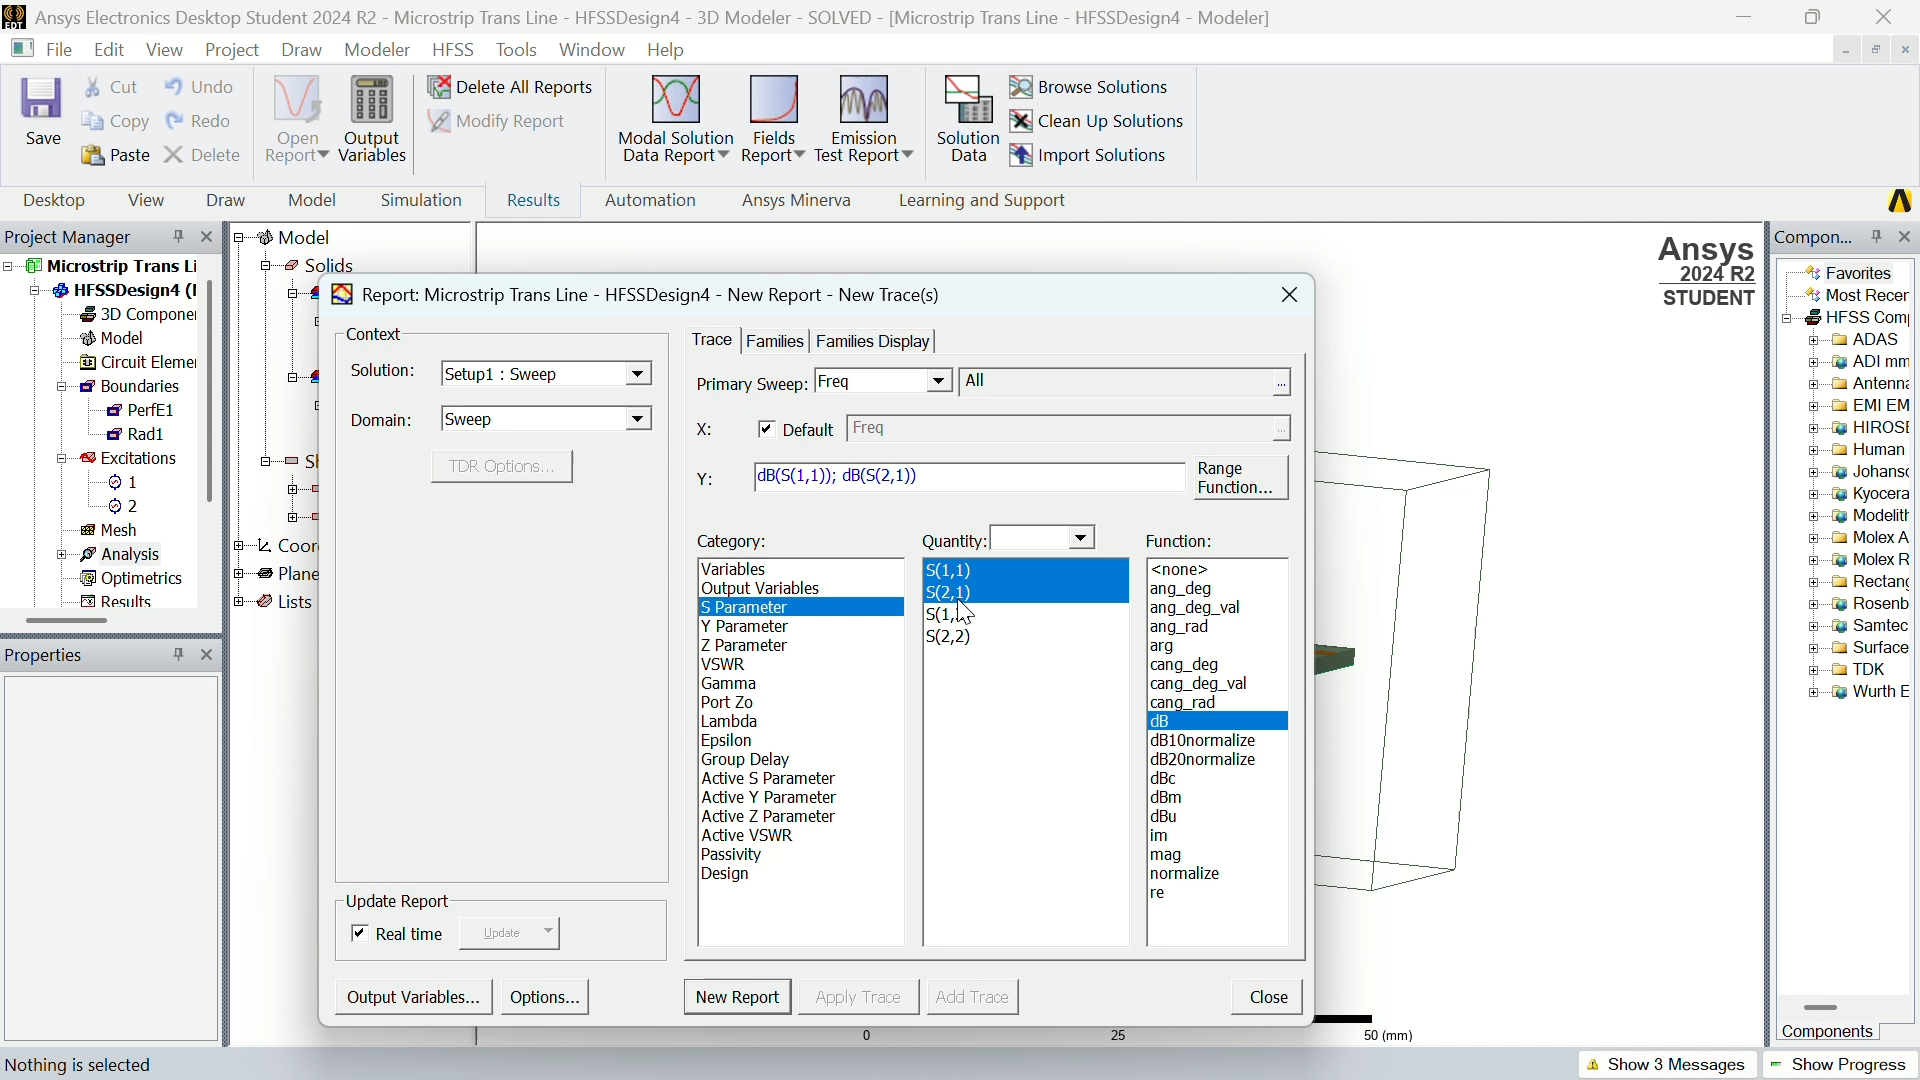 Ansys Electronics Desktop Student 2024 R2 - Microstrip Trans Line - HFSSDesign4 - 3D Modeler - SOLVED - [Microstrip Trans Line - HFSSDesign4 - Modeler]
File Edit View Project Draw Modeler HFSS Tools Window Help
Save Cut Undo
Copy Redo
Paste Delete
Open Report
Output Variables
Delete All Reports
Modify Report
Modal Solution Data Report
Fields Report
Emission Test Report
Solution Data
Browse Solutions
Clean Up Solutions
Import Solutions
Desktop View Draw Model Simulation Results Automation Ansys Minerva Learning and Support
Project Manager
Microstrip Trans Li
HFSSDesign4 (
3D Compone
Model
Circuit Eleme
Boundaries
PerfE1
Rad1
Excitations
1
2
Mesh
Analysis
Optimetrics
Results
Properties
Model
Solids
Sh
Coor
Plane
Lists
Ansys
2024 R2
STUDENT
Report: Microstrip Trans Line - HFSSDesign4 - New Report - New Trace(s)
Context
Solution: Setup1 : Sweep
Domain: Sweep
TDR Options...
Update Report
Real time Update
Output Variables... Options...
Trace Families Families Display
Primary Sweep: Freq All ...
X: Default Freq ...
Y: dB(S(1,1)); dB(S(2,1)) Range Function...
Category:
Variables
Output Variables
S Parameter
Y Parameter
Z Parameter
VSWR
Gamma
Port Zo
Lambda
Epsilon
Group Delay
Active S Parameter
Active Y Parameter
Active Z Parameter
Active VSWR
Passivity
Design
Quantity:
S(1,1)
S(2,1)
S(1,
S(2,2)
Function:
<none>
ang_deg
ang_deg_val
ang_rad
arg
cang_deg
cang_deg_val
cang_rad
dB
dB10normalize
dB20normalize
dBc
dBm
dBu
im
mag
normalize
re
New Report Apply Trace Add Trace Close
0 25 50 (mm)
Compon...
Favorites
Most Recer
HFSS Com
ADAS
ADI mm
Antenna
EMI EM
HIROSE
Human
Johanso
Kyocera
Modelith
Molex A
Molex R
Rectang
Rosenb
Samtec
Surface
TDK
Wurth E
Components
Nothing is selected
Show 3 Messages Show Progress